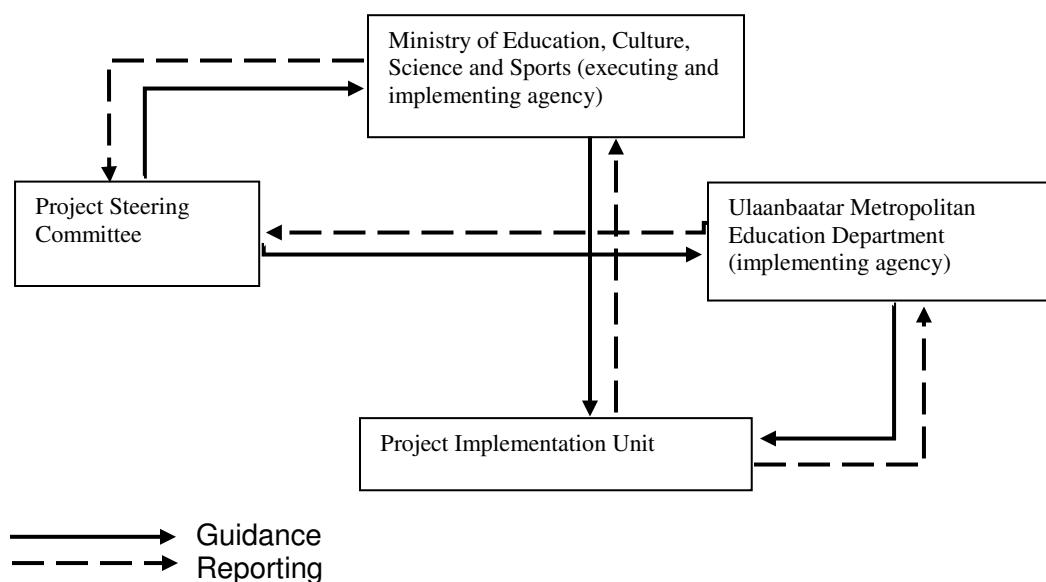 Ministry of Education, Culture,
Science and Sports (executing and
implementing agency)
Project Steering
Committee
Ulaanbaatar Metropolitan
Education Department
(implementing agency)
Project Implementation Unit
Guidance
Reporting